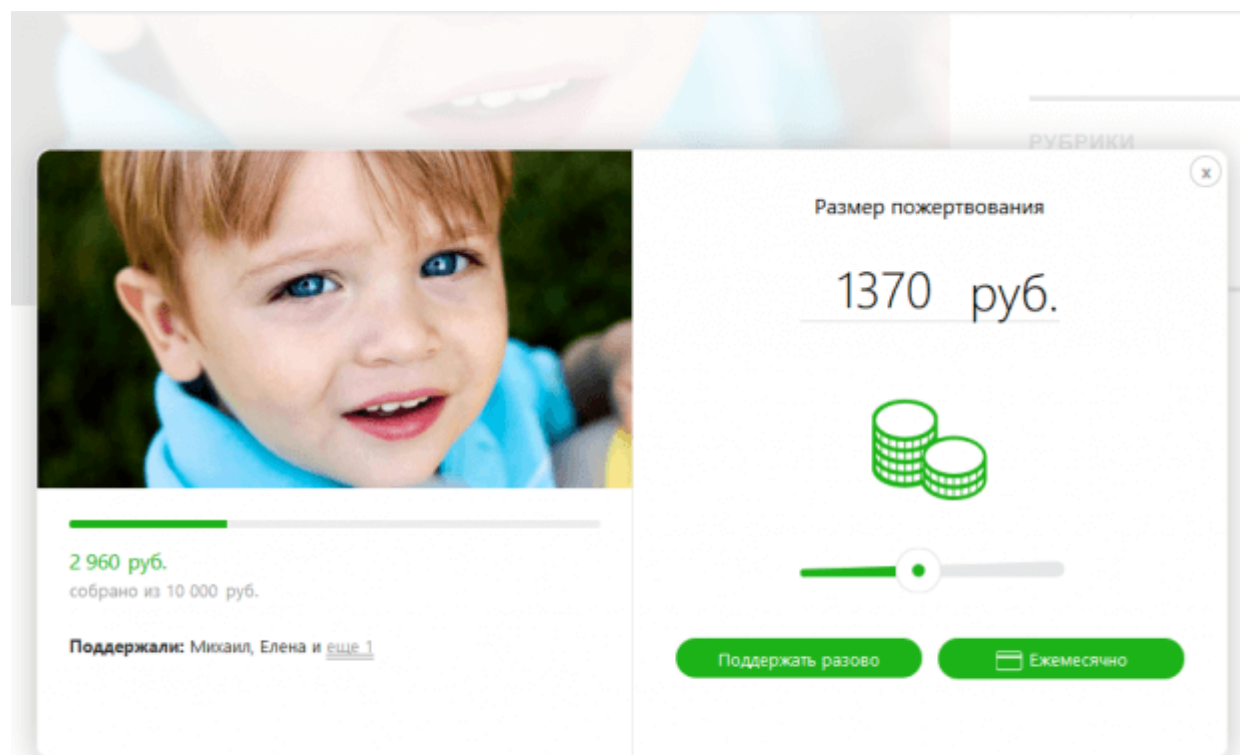 РУБРИКИ
x
Размер пожертвования
1370 руб.
2 960 руб.
собрано из 10 000 руб.
Поддержали: Михаил, Елена и еще 1
Поддержать разово
Ежемесячно